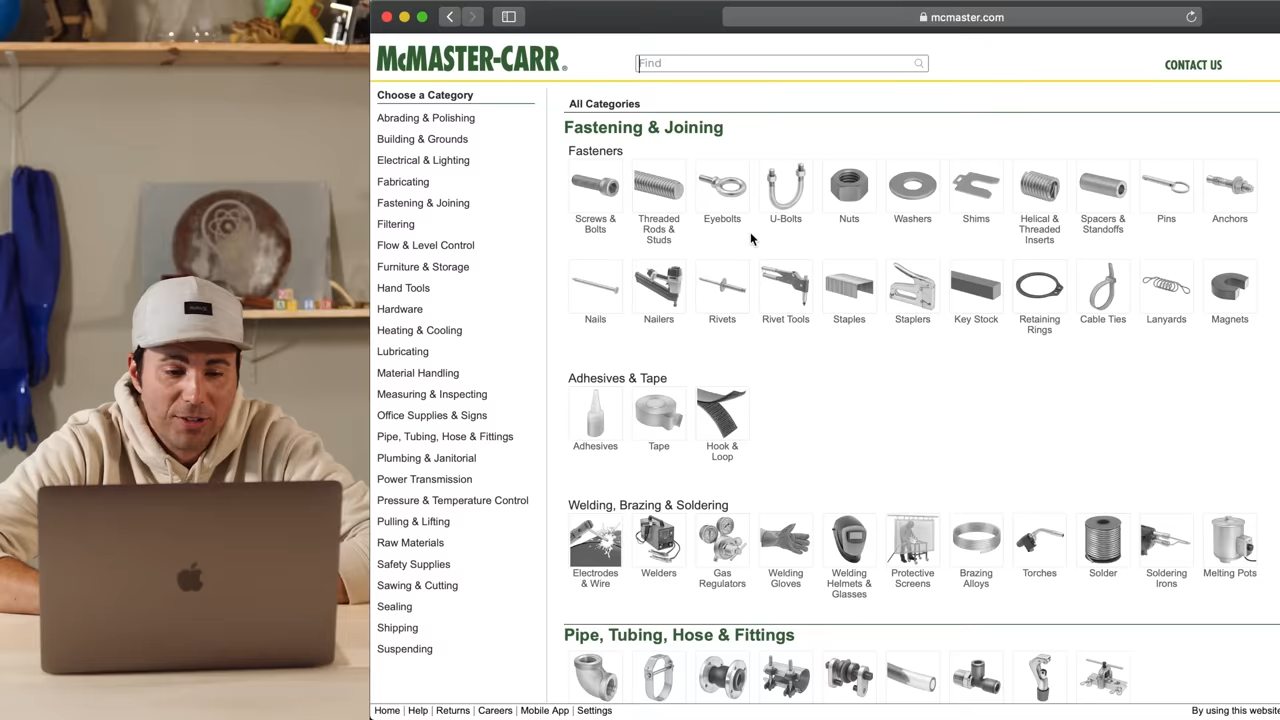 mcmaster.com
McMASTER-CARR®
Find
CONTACT US
Choose a Category
Abrading & Polishing
Building & Grounds
Electrical & Lighting
Fabricating
Fastening & Joining
Filtering
Flow & Level Control
Furniture & Storage
Hand Tools
Hardware
Heating & Cooling
Lubricating
Material Handling
Measuring & Inspecting
Office Supplies & Signs
Pipe, Tubing, Hose & Fittings
Plumbing & Janitorial
Power Transmission
Pressure & Temperature Control
Pulling & Lifting
Raw Materials
Safety Supplies
Sawing & Cutting
Sealing
Shipping
Suspending
All Categories
Fastening & Joining
Fasteners
Screws &
Bolts
Threaded
Rods &
Studs
Eyebolts
U-Bolts
Nuts
Washers
Shims
Helical &
Threaded
Inserts
Spacers &
Standoffs
Pins
Anchors
Nails
Nailers
Rivets
Rivet Tools
Staples
Staplers
Key Stock
Retaining
Rings
Cable Ties
Lanyards
Magnets
Adhesives & Tape
Adhesives
Tape
Hook &
Loop
Welding, Brazing & Soldering
Electrodes
& Wire
Welders
Gas
Regulators
Welding
Gloves
Welding
Helmets &
Glasses
Protective
Screens
Brazing
Alloys
Torches
Solder
Soldering
Irons
Melting Pots
Pipe, Tubing, Hose & Fittings
Home | Help | Returns | Careers | Mobile App | Settings
By using this website